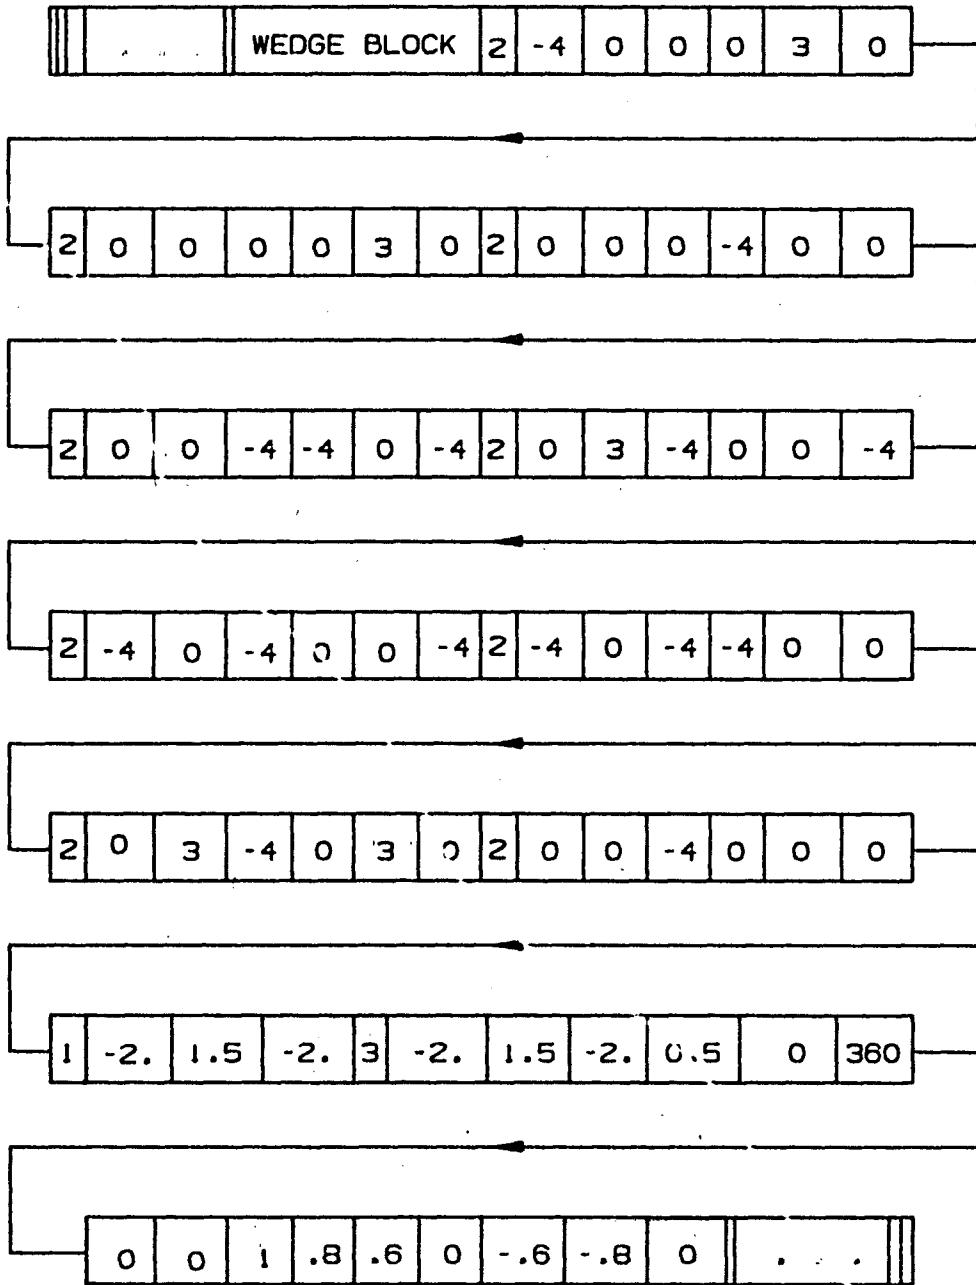 . . . WEDGE BLOCK 2 -4 0 0 0 3 0
2 0 0 0 0 3 0 2 0 0 0 -4 0 0
2 0 0 -4 -4 0 -4 2 0 3 -4 0 0 -4
2 -4 0 -4 0 0 -4 2 -4 0 -4 -4 0 0
2 0 3 -4 0 3 0 2 0 0 -4 0 0 0
1 -2. 1.5 -2. 3 -2. 1.5 -2. 0.5 0 360
0 0 1 .8 .6 0 -.6 -.8 0 . . .